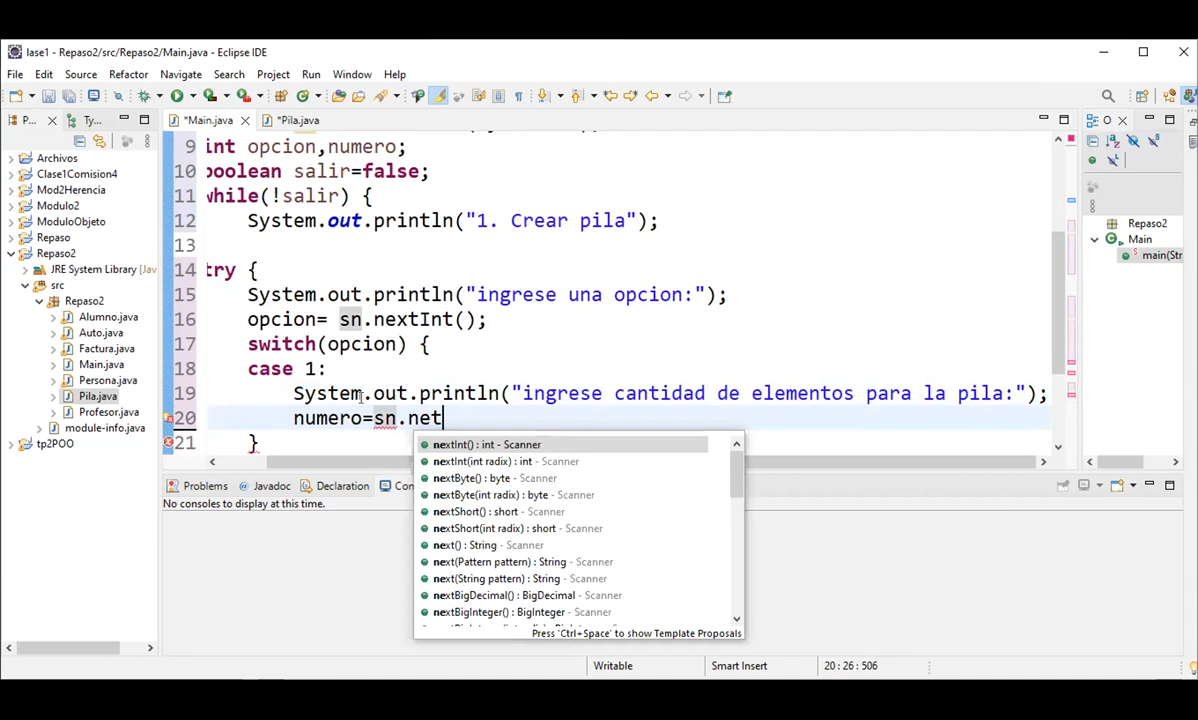 lase1 - Repaso2/src/Repaso2/Main.java - Eclipse IDE
File Edit Source Refactor Navigate Search Project Run Window Help
P... Ty... *Main.java *Pila.java O
Archivos
Clase1Comision4
Mod2Herencia
Modulo2
ModuloObjeto
Repaso
Repaso2
JRE System Library [Jav
src
Repaso2
Alumno.java
Auto.java
Factura.java
Main.java
Persona.java
Pila.java
Profesor.java
module-info.java
tp2POO
9 int opcion,numero;
10 boolean salir=false;
11 while(!salir) {
12 System.out.println("1. Crear pila");
13
14 try {
15 System.out.println("ingrese una opcion:");
16 opcion= sn.nextInt();
17 switch(opcion) {
18 case 1:
19 System.out.println("ingrese cantidad de elementos para la pila:");
20 numero=sn.net
21 }
nextInt() : int - Scanner
nextInt(int radix) : int - Scanner
nextByte() : byte - Scanner
nextByte(int radix) : byte - Scanner
nextShort() : short - Scanner
nextShort(int radix) : short - Scanner
next() : String - Scanner
next(Pattern pattern) : String - Scanner
next(String pattern) : String - Scanner
nextBigDecimal() : BigDecimal - Scanner
nextBigInteger() : BigInteger - Scanner
Press 'Ctrl+Space' to show Template Proposals
Repaso2
Main
main(Stri
Problems Javadoc Declaration Con
No consoles to display at this time.
Writable Smart Insert 20 : 26 : 506